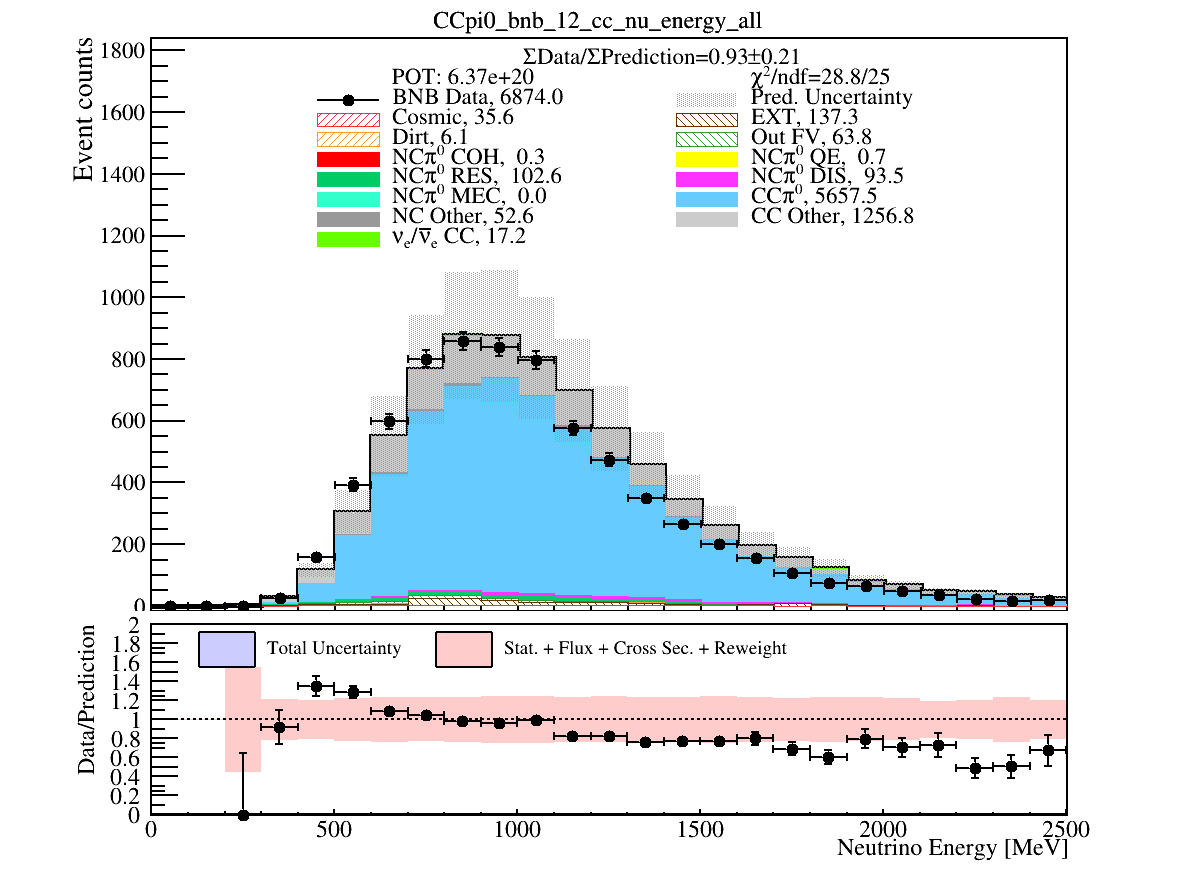 CCpi0_bnb_12_cc_nu_energy_all
ΣData/ΣPrediction=0.93±0.21
POT: 6.37e+20
χ²/ndf=28.8/25
BNB Data, 6874.0
Pred. Uncertainty
Cosmic, 35.6
EXT, 137.3
Dirt, 6.1
Out FV, 63.8
NCπ⁰ COH, 0.3
NCπ⁰ QE, 0.7
NCπ⁰ RES, 102.6
NCπ⁰ DIS, 93.5
NCπ⁰ MEC, 0.0
CCπ⁰, 5657.5
NC Other, 52.6
CC Other, 1256.8
νₑ/ν̅ₑ CC, 17.2
Event counts
1800
1600
1400
1200
1000
800
600
400
200
0
Total Uncertainty
Stat. + Flux + Cross Sec. + Reweight
Data/Prediction
2
1.8
1.6
1.4
1.2
1
0.8
0.6
0.4
0.2
0
0 500 1000 1500 2000 2500
Neutrino Energy [MeV]